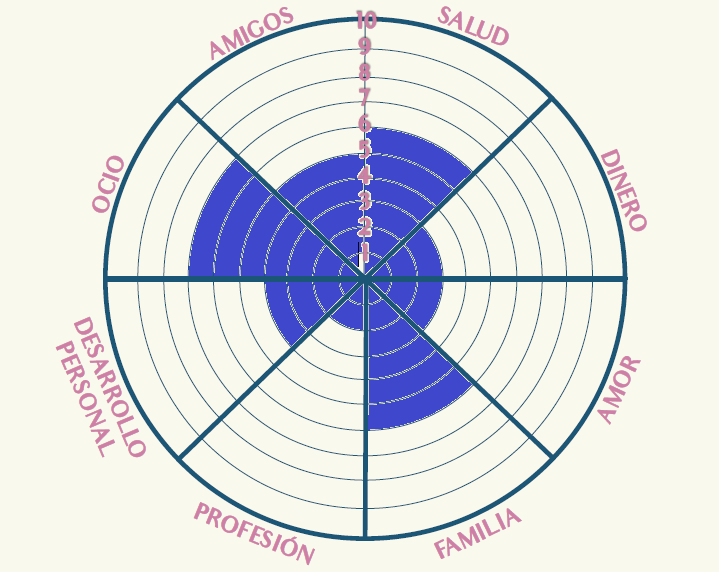 AMIGOS
SALUD
10
9
8
7
6
5
4
3
2
1
OCIO
DINERO
DESARROLLO
PERSONAL
AMOR
PROFESIÓN
FAMILIA